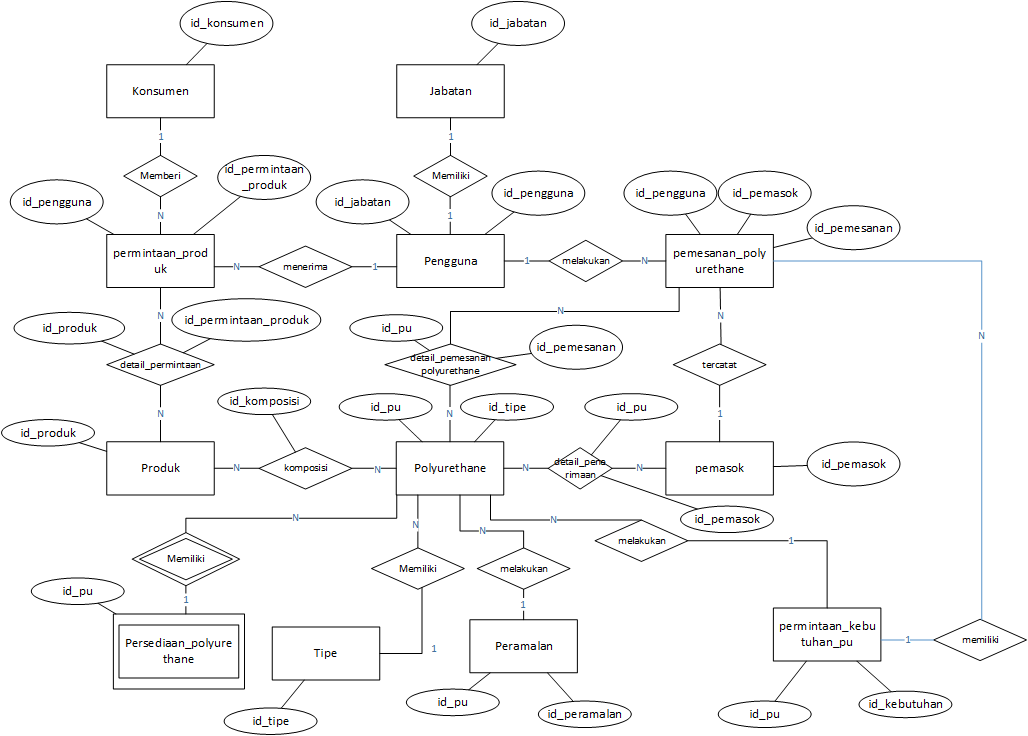 id_konsumen
id_jabatan
Konsumen
Jabatan
1
1
Memberi
id_permintaan
_produk
Memiliki
id_pengguna
id_jabatan
id_pengguna
id_pengguna
id_pemasok
N
1
id_pemesanan
permintaan_prod
uk
N
menerima
1
Pengguna
1
melakukan
N
pemesanan_poly
urethane
N
id_produk
id_permintaan_produk
N
id_pu
N
N
id_pemesanan
detail_permintaan
detail_pemesanan
polyurethane
tercatat
N
id_komposisi
id_pu
N
id_tipe
id_pu
1
id_produk
Produk
N
komposisi
N
Polyurethane
N
detail_pene
rimaan
N
pemasok
id_pemasok
id_pemasok
N
N
N
N
Memiliki
Memiliki
melakukan
melakukan
1
id_pu
1
1
1
Persediaan_polyure
thane
Tipe
Peramalan
permintaan_kebu
tuhan_pu
1
memiliki
id_tipe
id_pu
id_peramalan
id_pu
id_kebutuhan